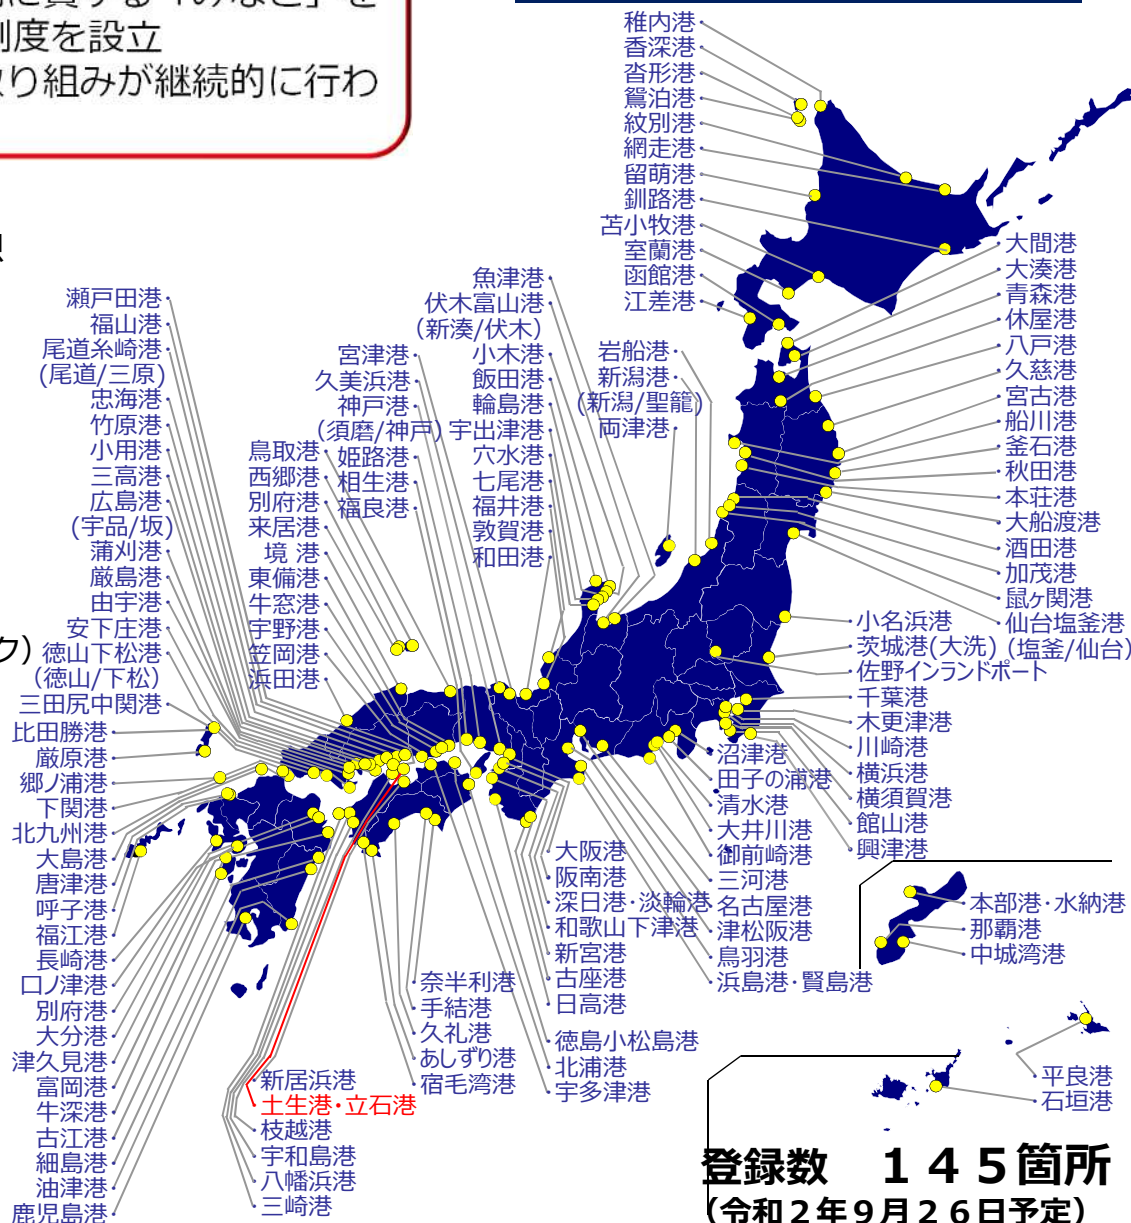 に資する「みなと」を
制度を設立
取り組みが継続的に行わ
ク)
稚内港
香深港
沓形港
鴛泊港
紋別港
網走港
留萌港
釧路港
苫小牧港
室蘭港
函館港
江差港
大間港
大湊港
青森港
休屋港
八戸港
久慈港
宮古港
船川港
釜石港
秋田港
本荘港
大船渡港
酒田港
加茂港
鼠ヶ関港
仙台塩釜港
(塩釜/仙台)
岩船港
新潟港
(新潟/聖籠)
両津港
魚津港
伏木富山港
(新湊/伏木)
小木港
飯田港
輪島港
宇出津港
穴水港
七尾港
福井港
敦賀港
和田港
宮津港
久美浜港
神戸港
(須磨/神戸)
姫路港
相生港
福良港
鳥取港
西郷港
別府港
来居港
境 港
東備港
牛窓港
宇野港
笠岡港
浜田港
瀬戸田港
福山港
尾道糸崎港
(尾道/三原)
忠海港
竹原港
小用港
三高港
広島港
(宇品/坂)
蒲刈港
厳島港
由宇港
安下庄港
徳山下松港
(徳山/下松)
三田尻中関港
比田勝港
厳原港
郷ノ浦港
下関港
北九州港
大島港
唐津港
呼子港
福江港
長崎港
口ノ津港
別府港
大分港
津久見港
富岡港
牛深港
古江港
細島港
油津港
鹿児島港
新居浜港
土生港・立石港
枝越港
宇和島港
八幡浜港
三崎港
奈半利港
手結港
久礼港
あしずり港
宿毛湾港
徳島小松島港
北浦港
宇多津港
大阪港
阪南港
深日港・淡輪港
和歌山下津港
新宮港
古座港
日高港
小名浜港
茨城港(大洗)
佐野インランドポート
千葉港
木更津港
川崎港
横浜港
横須賀港
館山港
興津港
沼津港
田子の浦港
清水港
大井川港
御前崎港
三河港
名古屋港
津松阪港
鳥羽港
浜島港・賢島港
本部港・水納港
那覇港
中城湾港
平良港
石垣港
登録数 １４５箇所
(令和２年９月２６日予定)